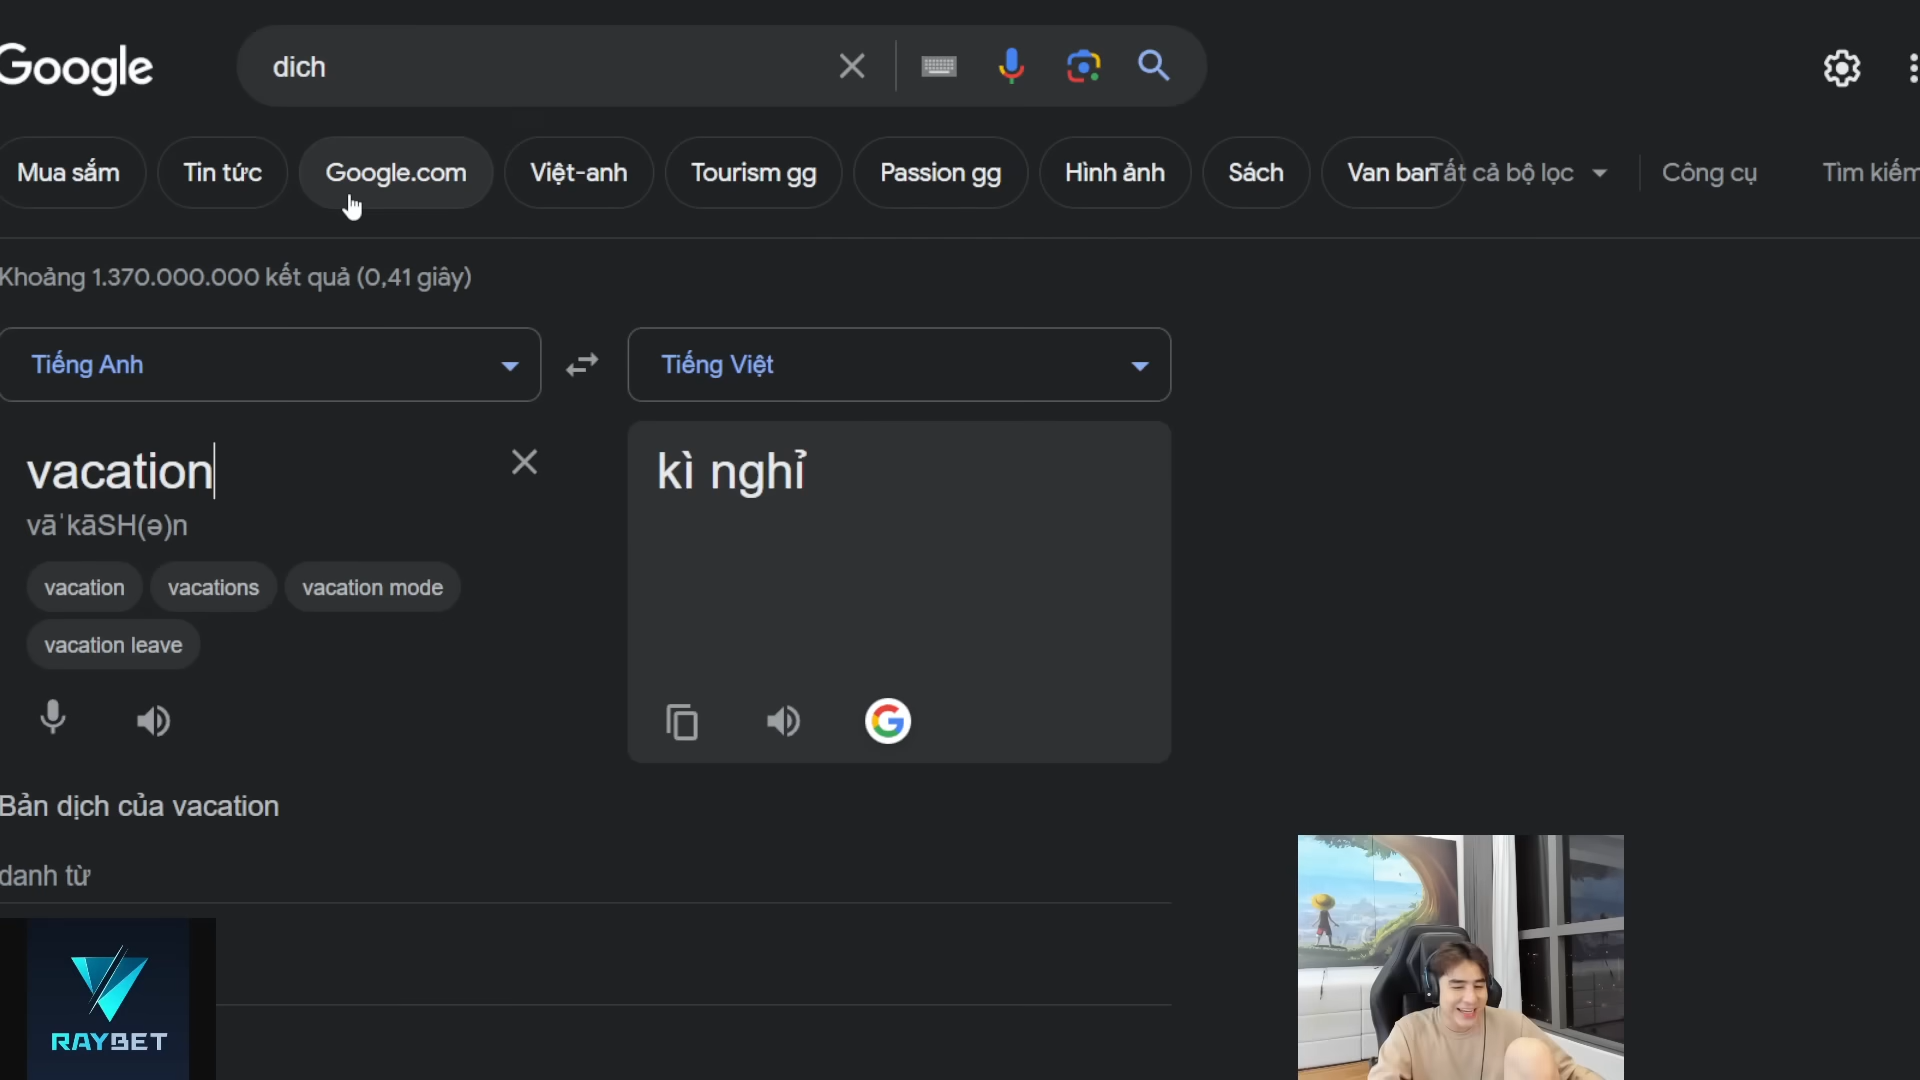 Google
dich
Mua sắm
Tin tức
Google.com
Việt-anh
Tourism gg
Passion gg
Hình ảnh
Sách
Van ban
Tất cả bộ lọc
Công cụ
Tìm kiếm
Khoảng 1.370.000.000 kết quả (0,41 giây)
Tiếng Anh
Tiếng Việt
vacation
kì nghỉ
vāˈkāSH(ə)n
vacation
vacations
vacation mode
vacation leave
Bản dịch của vacation
danh từ
RAYBET